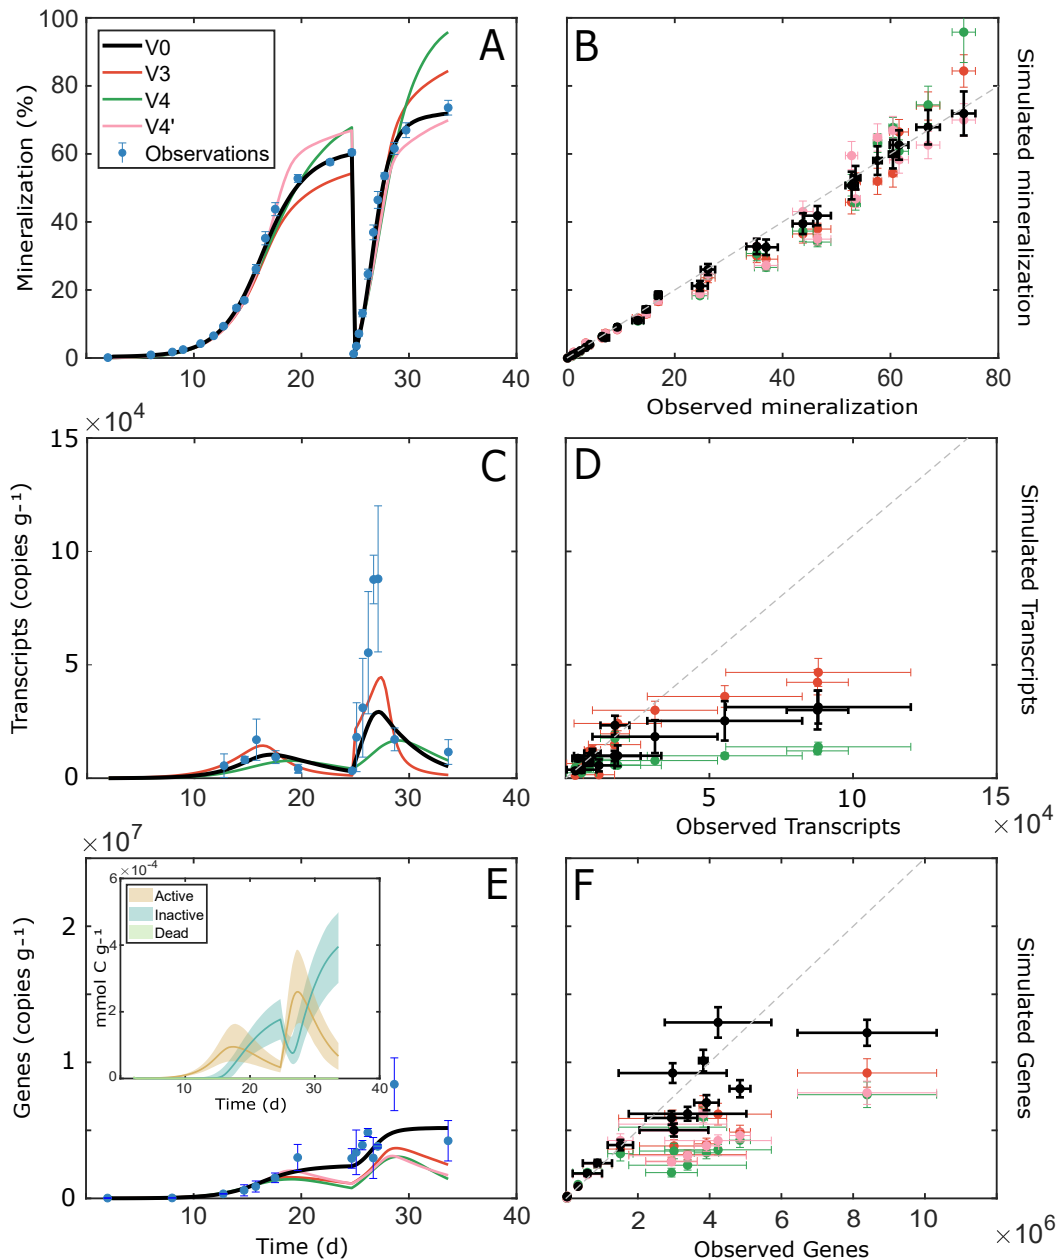 100
80
60
40
20
0
Mineralization (%)
V0
V3
V4
V4'
Observations
A
10
20
30
40
B
0
20
40
60
80
Observed mineralization
Simulated mineralization
×10⁴
15
10
5
0
Transcripts (copies g-¹)
C
10
20
30
40
D
5
10
15
×10⁴
Observed Transcripts
Simulated Transcripts
×10⁷
2
1
0
Genes (copies g-¹)
E
6
×10⁻⁴
4
2
0
mmol C g-¹
Active
Inactive
Dead
10
20
30
40
Time (d)
10
20
30
40
Time (d)
F
2
4
6
8
10
×10⁶
Observed Genes
Simulated Genes